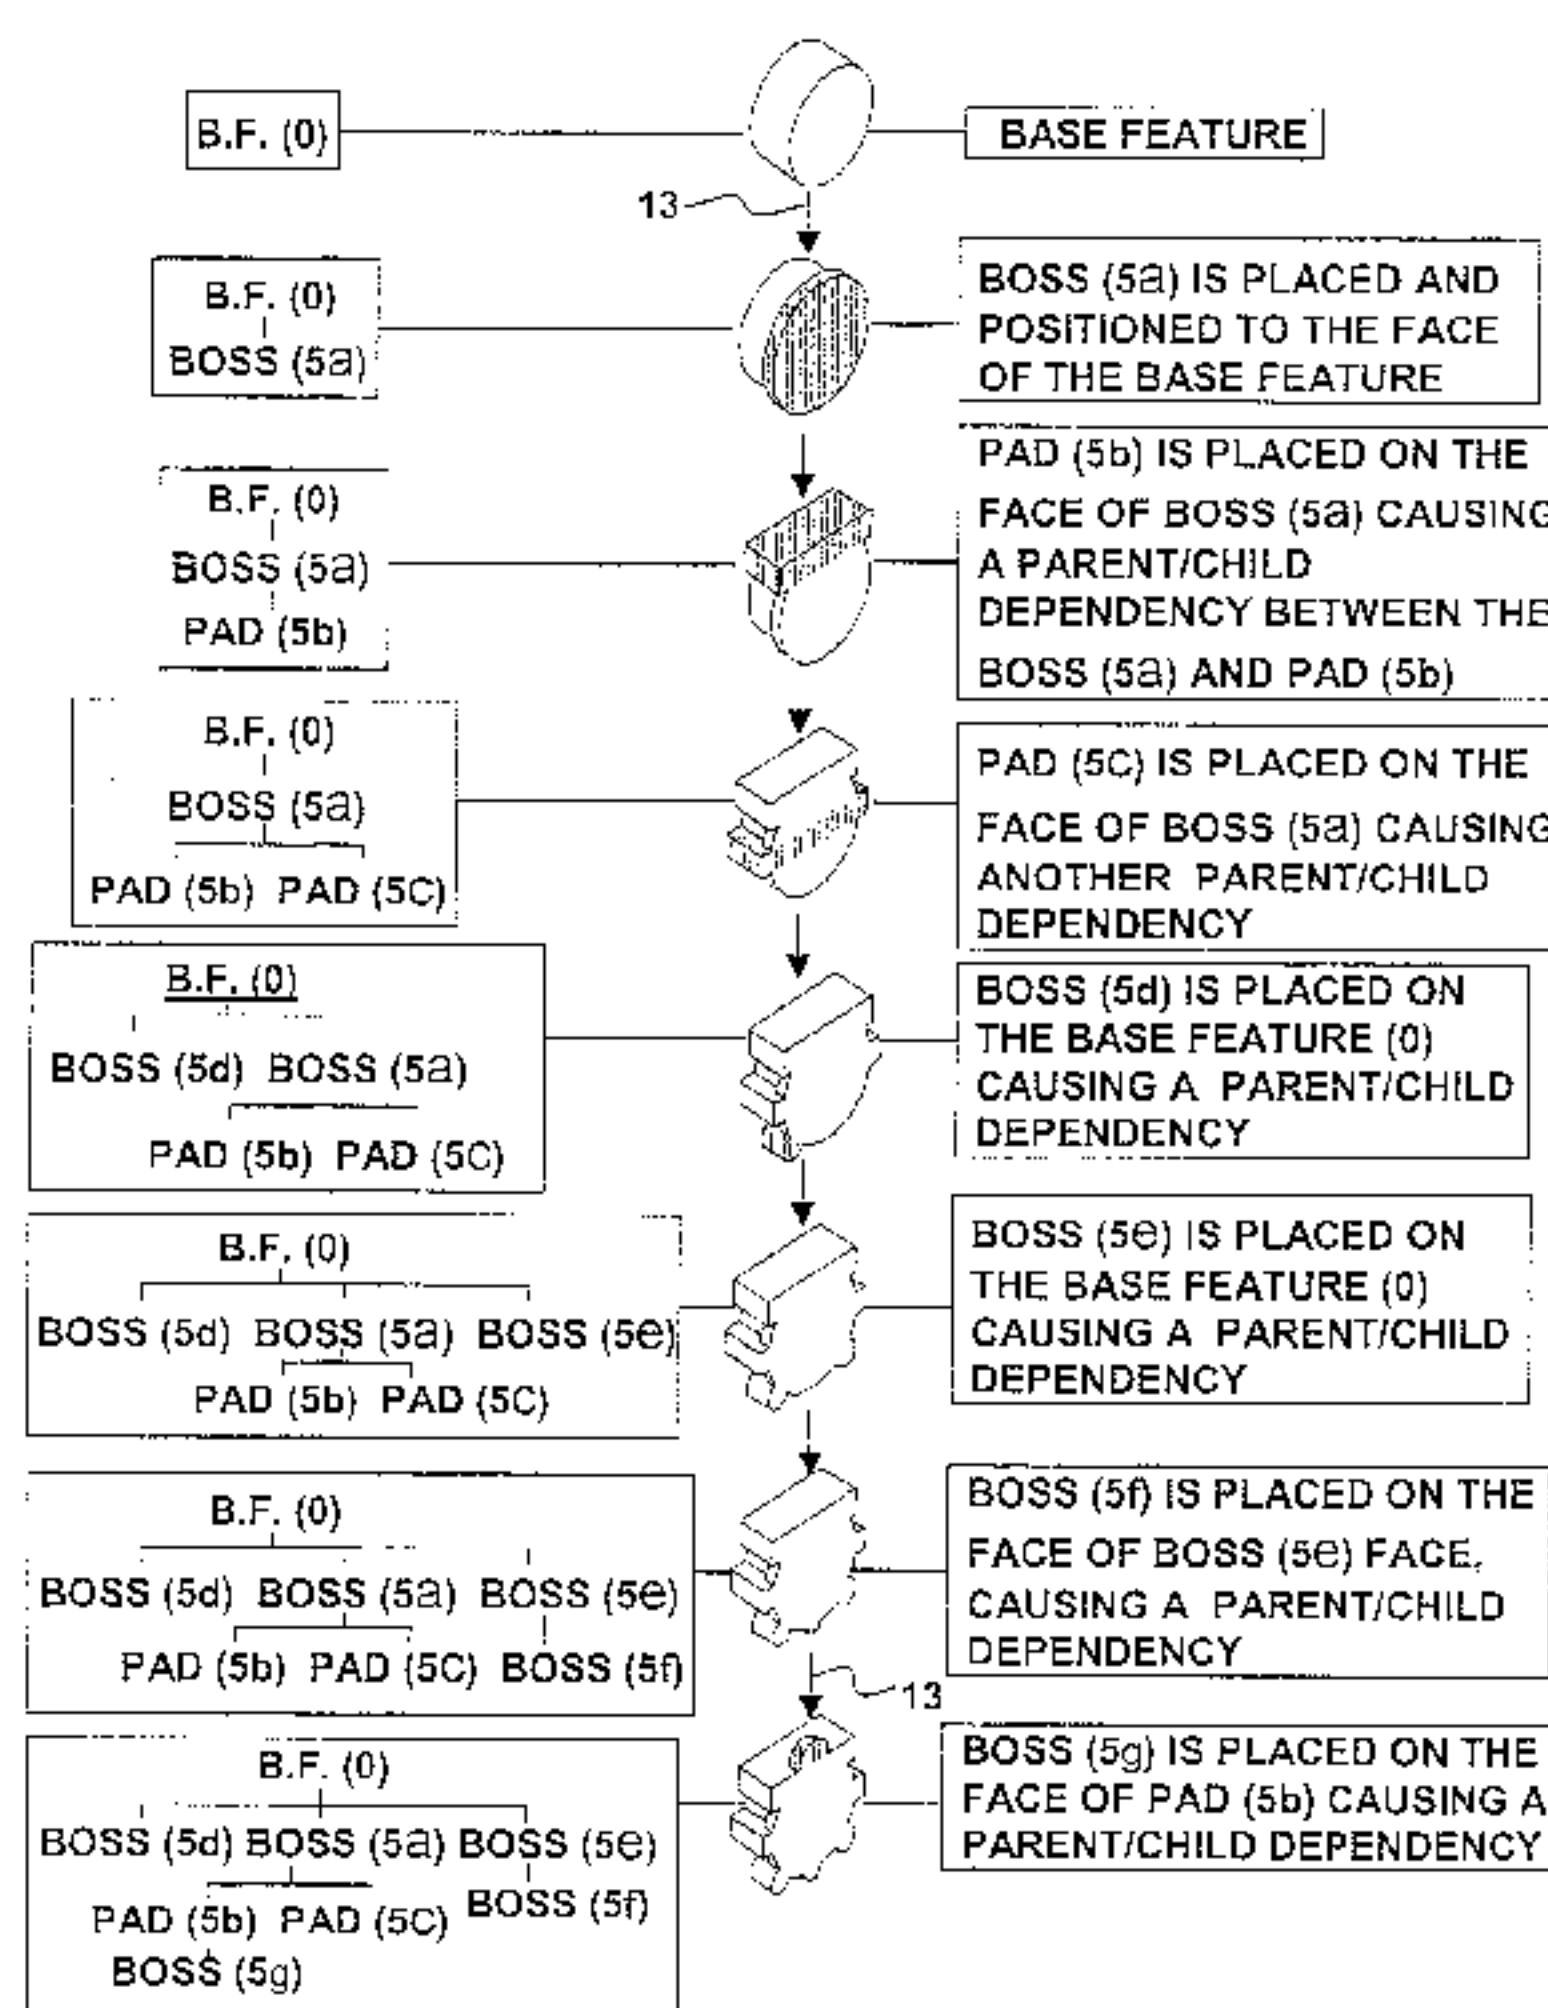 B.F. (0)
BASE FEATURE
13
B.F. (0)
BOSS (5a)
BOSS (5a) IS PLACED AND
POSITIONED TO THE FACE
OF THE BASE FEATURE
B.F. (0)
BOSS (5a)
PAD (5b)
PAD (5b) IS PLACED ON THE
FACE OF BOSS (5a) CAUSING
A PARENT/CHILD
DEPENDENCY BETWEEN THE
BOSS (5a) AND PAD (5b)
B.F. (0)
BOSS (5a)
PAD (5b) PAD (5C)
PAD (5C) IS PLACED ON THE
FACE OF BOSS (5a) CAUSING
ANOTHER PARENT/CHILD
DEPENDENCY
B.F. (0)
BOSS (5d) BOSS (5a)
PAD (5b) PAD (5C)
BOSS (5d) IS PLACED ON
THE BASE FEATURE (0)
CAUSING A PARENT/CHILD
DEPENDENCY
B.F. (0)
BOSS (5d) BOSS (5a) BOSS (5e)
PAD (5b) PAD (5C)
BOSS (5e) IS PLACED ON
THE BASE FEATURE (0)
CAUSING A PARENT/CHILD
DEPENDENCY
B.F. (0)
BOSS (5d) BOSS (5a) BOSS (5e)
PAD (5b) PAD (5C) BOSS (5f)
BOSS (5f) IS PLACED ON THE
FACE OF BOSS (5e) FACE,
CAUSING A PARENT/CHILD
DEPENDENCY
13
B.F. (0)
BOSS (5d) BOSS (5a) BOSS (5e)
PAD (5b) PAD (5C) BOSS (5f)
BOSS (5g)
BOSS (5g) IS PLACED ON THE
FACE OF PAD (5b) CAUSING A
PARENT/CHILD DEPENDENCY